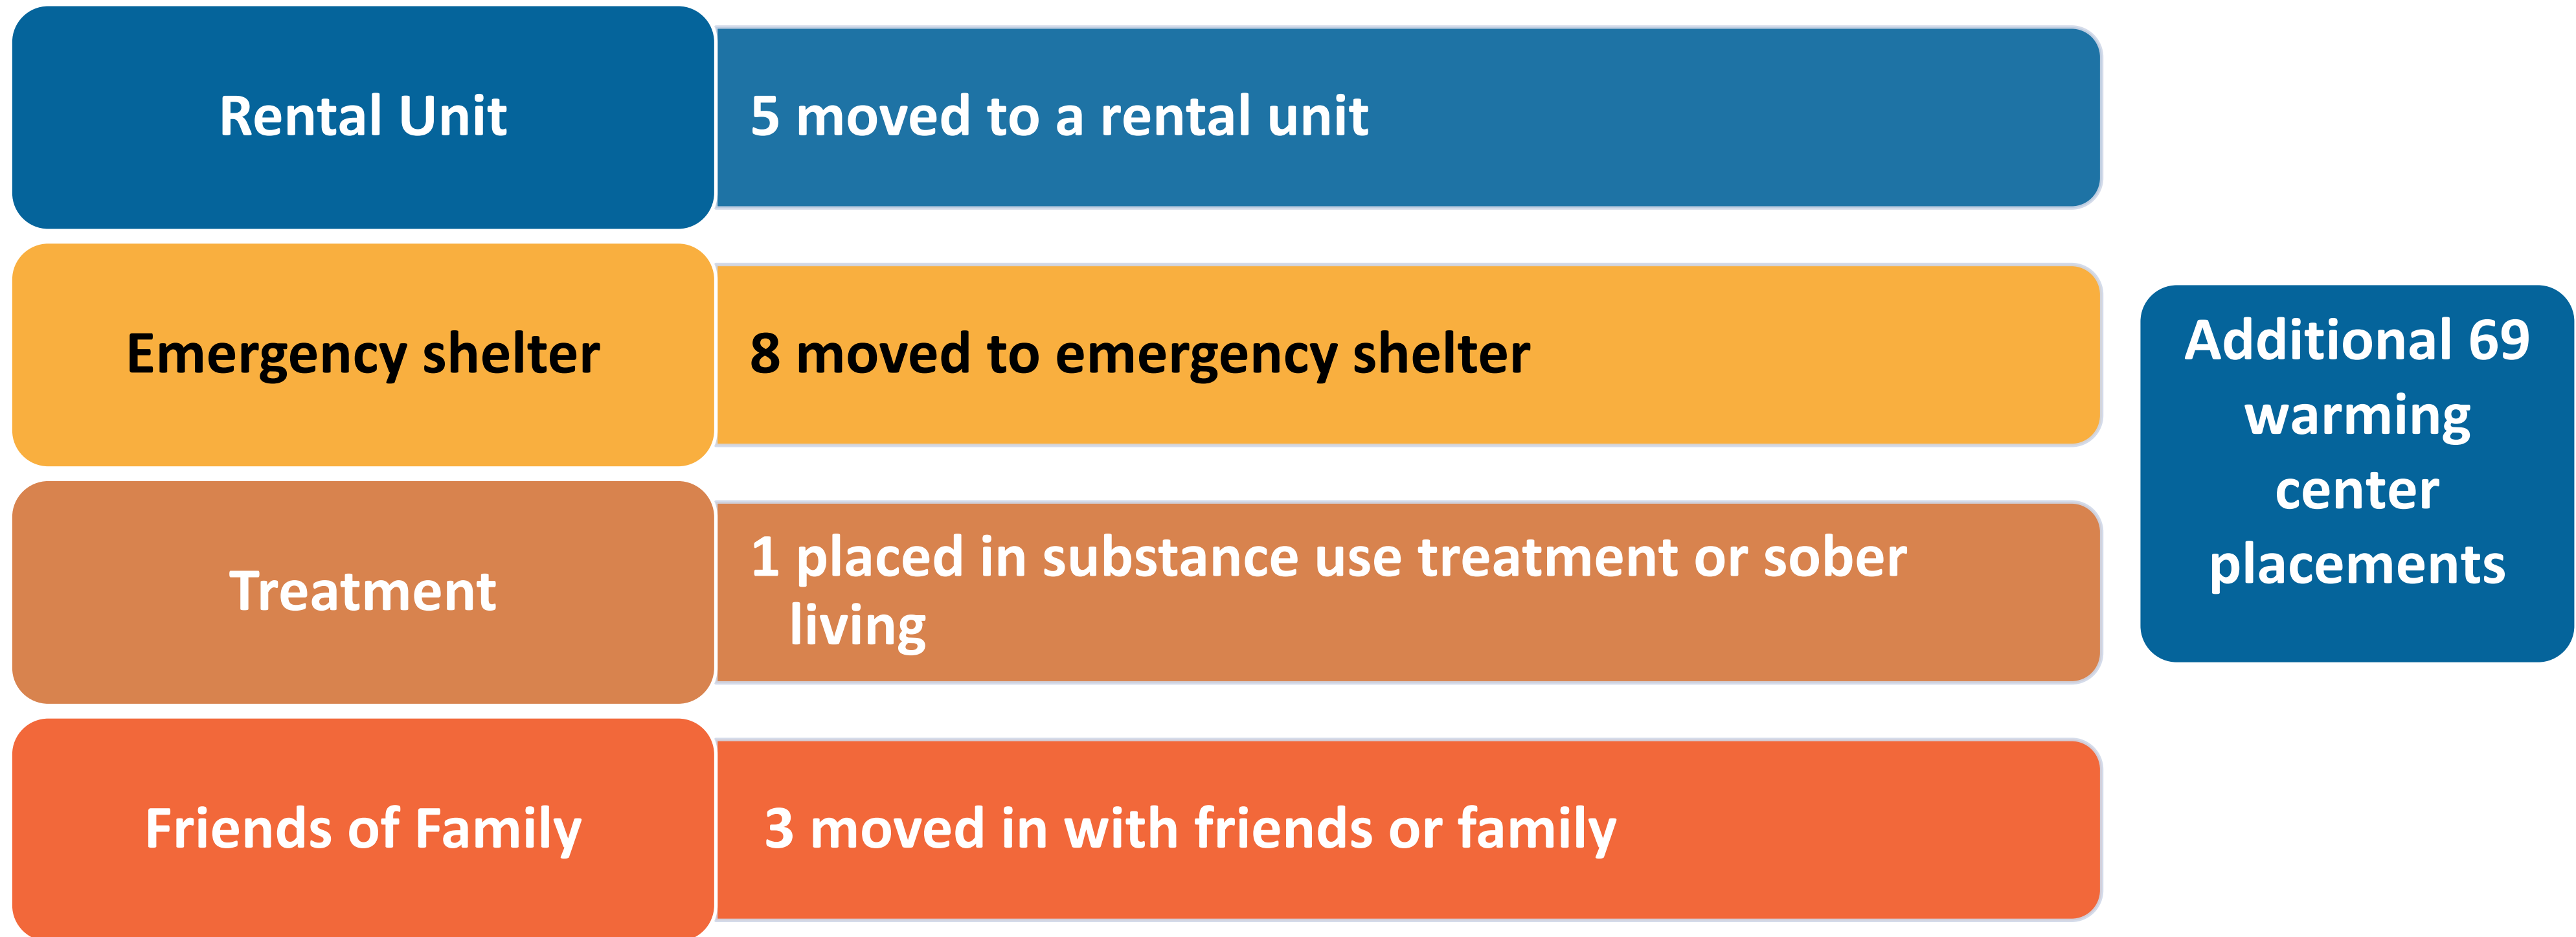 Rental Unit
5 moved to a rental unit
Emergency shelter
8 moved to emergency shelter
Treatment
1 placed in substance use treatment or sober
living
Friends of Family
3 moved in with friends or family
Additional 69
warming
center
placements